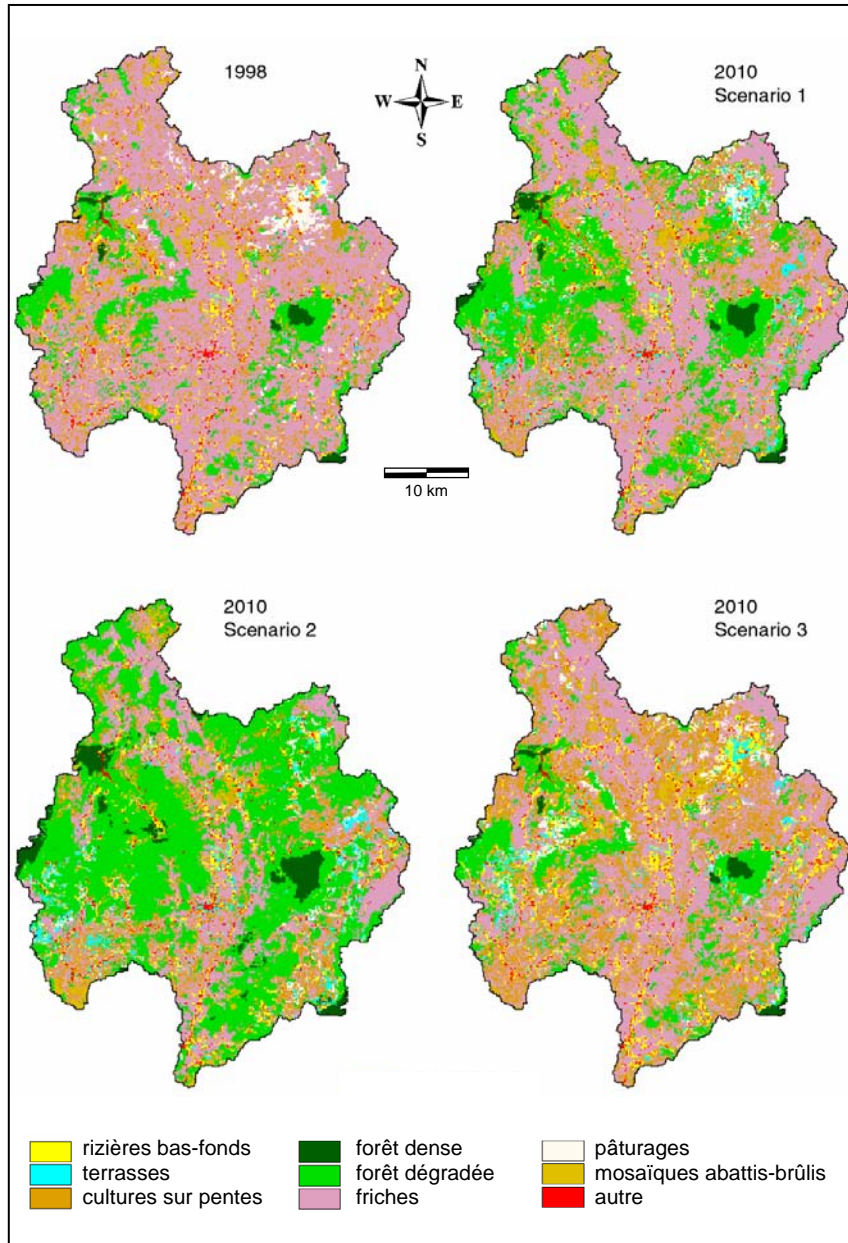 1998
N
W E
S
2010
Scenario 1
10 km
2010
Scenario 2
2010
Scenario 3
rizières bas-fonds
forêt dense
pâturages
terrasses
forêt dégradée
mosaïques abattis-brûlis
cultures sur pentes
friches
autre